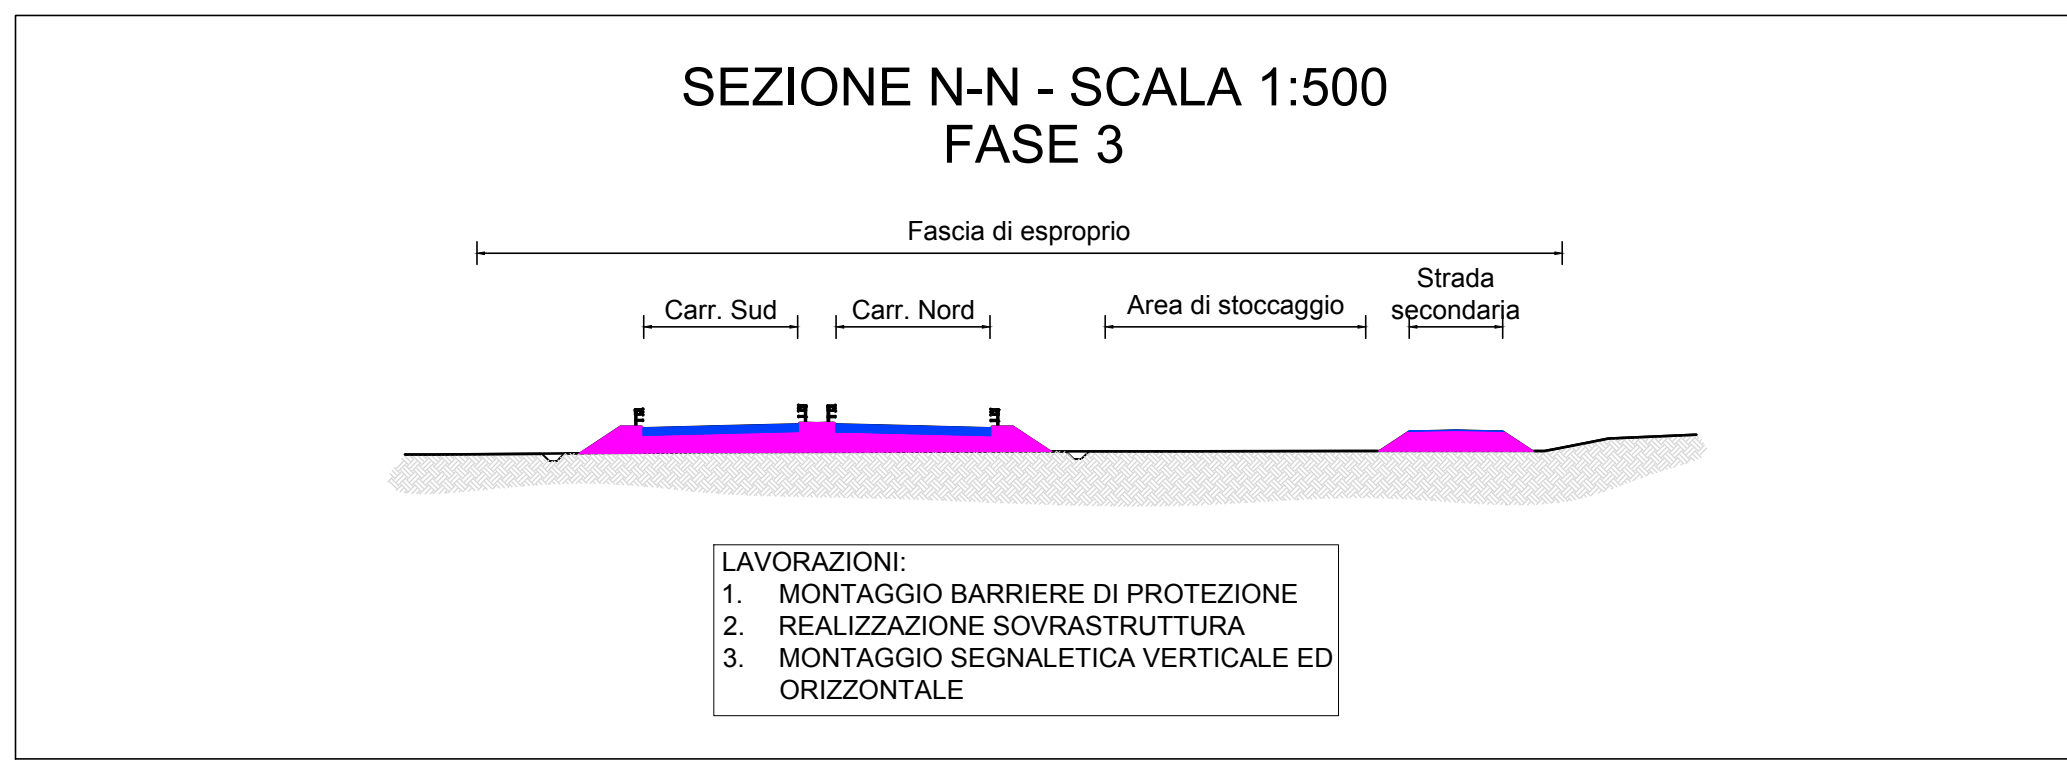 SEZIONE N-N - SCALA 1:500
FASE 3
Fascia di esproprio
Carr. Sud
Carr. Nord
Area di stoccaggio
Strada
secondaria
LAVORAZIONI:
1. MONTAGGIO BARRIERE DI PROTEZIONE
2. REALIZZAZIONE SOVRASTRUTTURA
3. MONTAGGIO SEGNALETICA VERTICALE ED
ORIZZONTALE